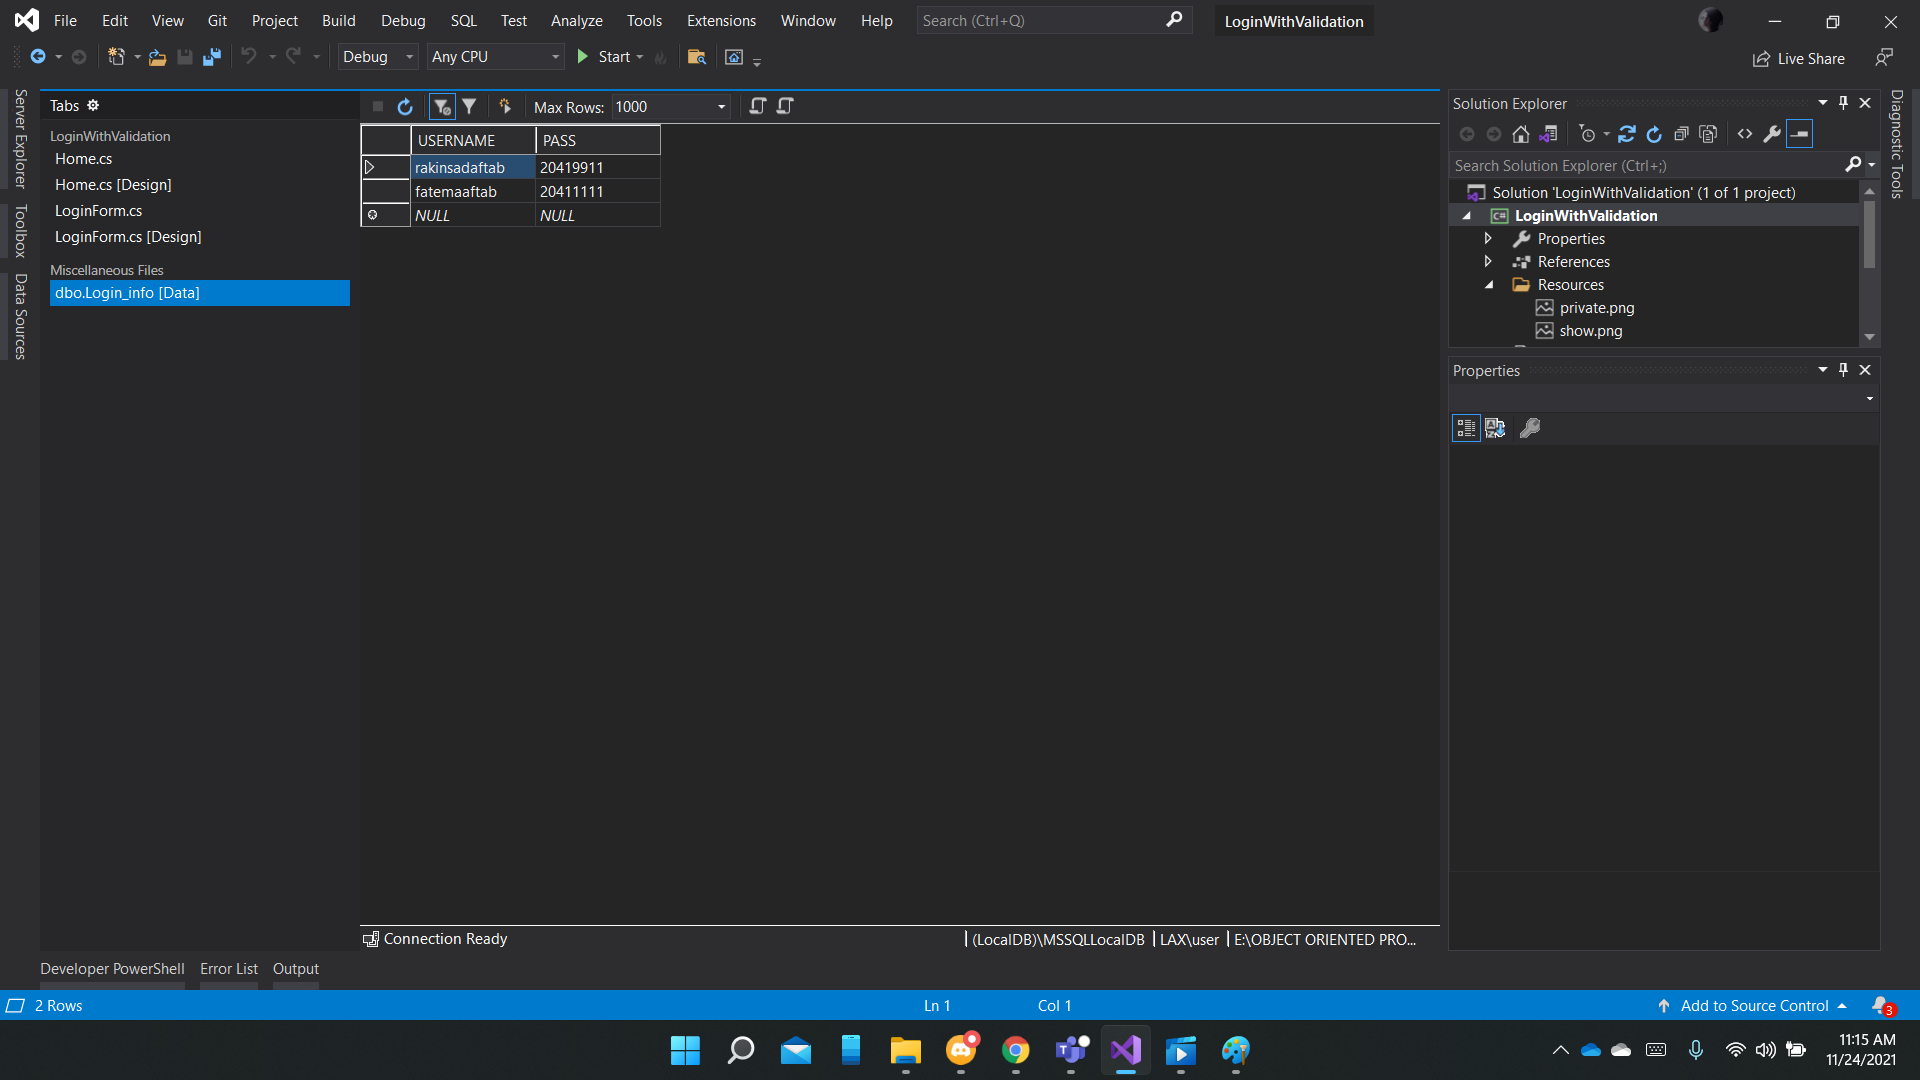 File Edit View Git Project Build Debug SQL Test Analyze Tools Extensions Window Help Search (Ctrl+Q) LoginWithValidation
Debug Any CPU Start Live Share
Server Explorer
Toolbox
Data Sources
Tabs
LoginWithValidation
Home.cs
Home.cs [Design]
LoginForm.cs
LoginForm.cs [Design]
Miscellaneous Files
dbo.Login_info [Data]
Max Rows: 1000
USERNAME PASS
rakinsadaftab 20419911
fatemaaftab 20411111
NULL NULL
Connection Ready (LocalDB)\MSSQLLocalDB LAX\user E:\OBJECT ORIENTED PRO...
Solution Explorer
Search Solution Explorer (Ctrl+;)
Solution 'LoginWithValidation' (1 of 1 project)
C# LoginWithValidation
Properties
References
Resources
private.png
show.png
Properties
Diagnostic Tools
Developer PowerShell Error List Output
2 Rows Ln 1 Col 1 Add to Source Control 3
11:15 AM
11/24/2021